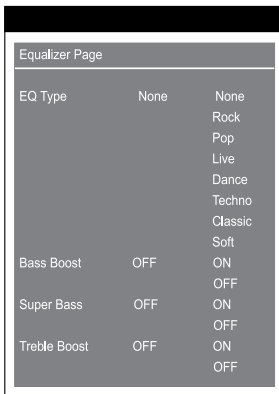 Equalizer Page
EQ Type None None
Rock
Pop
Live
Dance
Techno
Classic
Soft
Bass Boost OFF ON
OFF
Super Bass OFF ON
OFF
Treble Boost OFF ON
OFF